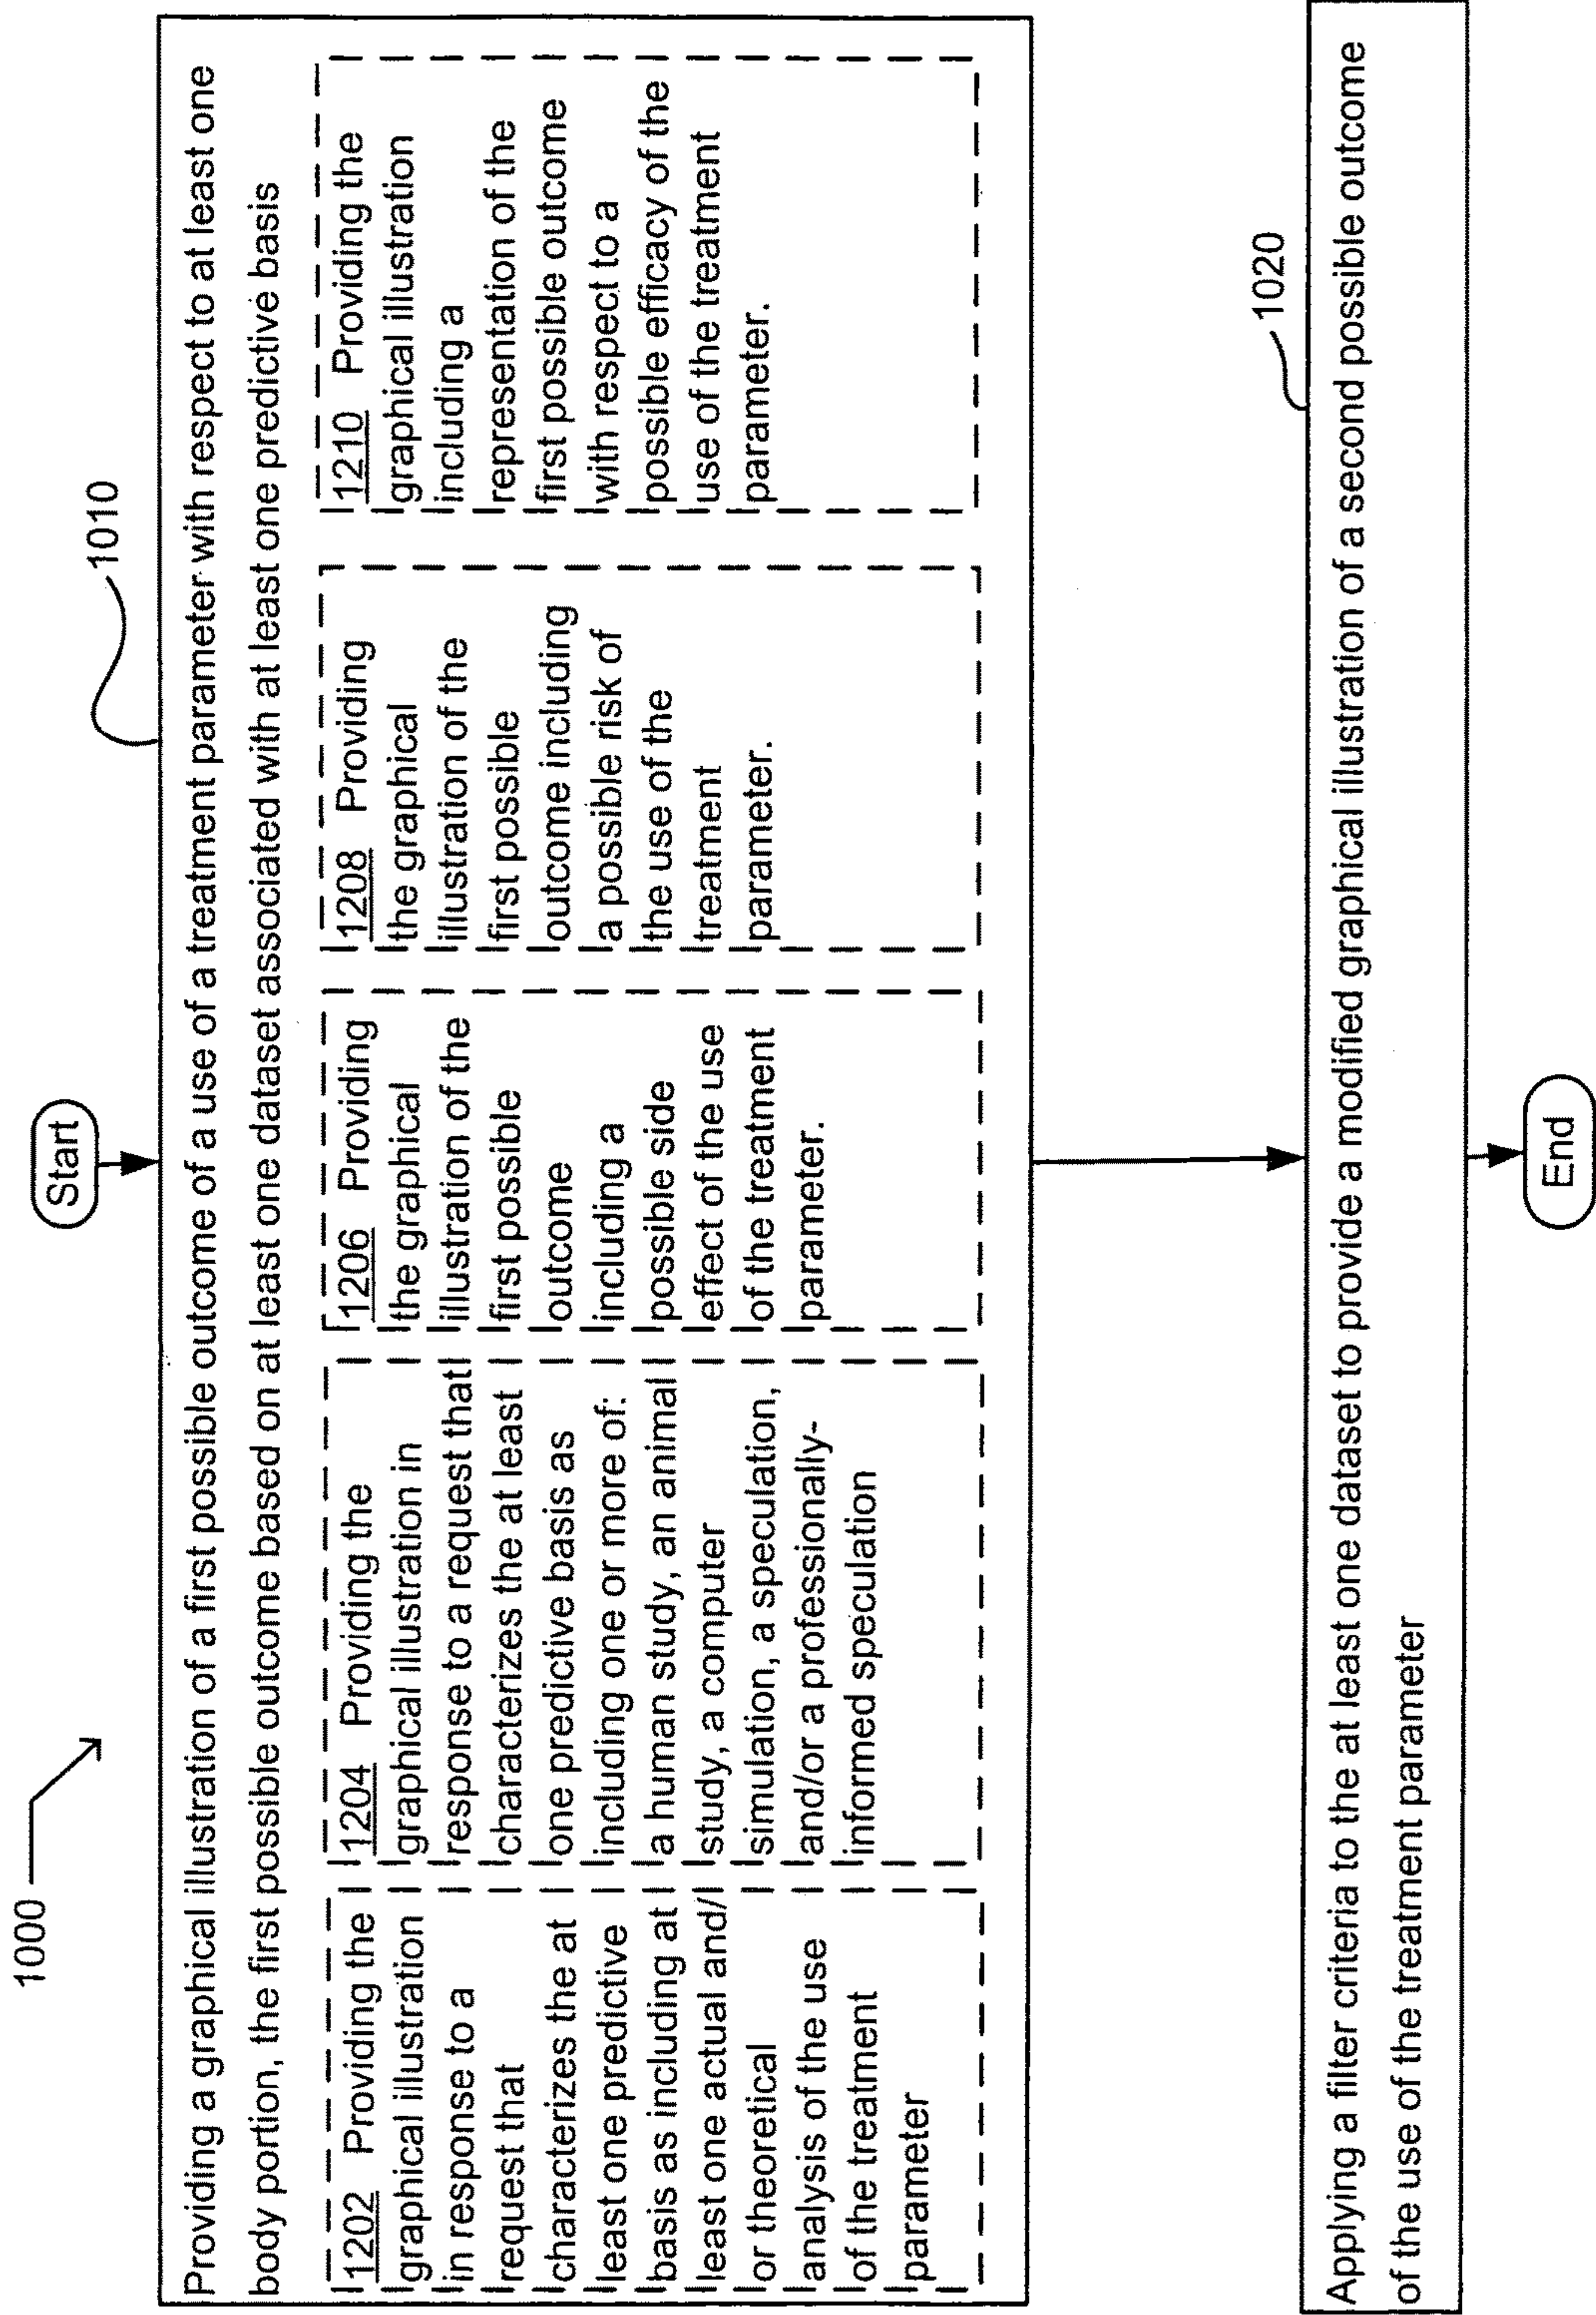 1000
Start
1010
Providing a graphical illustration of a first possible outcome of a use of a treatment parameter with respect to at least one
body portion, the first possible outcome based on at least one dataset associated with at least one predictive basis
1202 Providing the
graphical illustration
in response to a
request that
characterizes the at
least one predictive
basis as including at
least one actual and/
or theoretical
analysis of the use
of the treatment
parameter
1204 Providing the
graphical illustration in
response to a request that
characterizes the at least
one predictive basis as
including one or more of:
a human study, an animal
study, a computer
simulation, a speculation,
and/or a professionally-
informed speculation
1206 Providing
the graphical
illustration of the
first possible
outcome
including a
possible side
effect of the use
of the treatment
parameter.
1208 Providing
the graphical
illustration of the
first possible
outcome including
a possible risk of
the use of the
treatment
parameter.
1210 Providing the
graphical illustration
including a
representation of the
first possible outcome
with respect to a
possible efficacy of the
use of the treatment
parameter.
1020
Applying a filter criteria to the at least one dataset to provide a modified graphical illustration of a second possible outcome
of the use of the treatment parameter
End